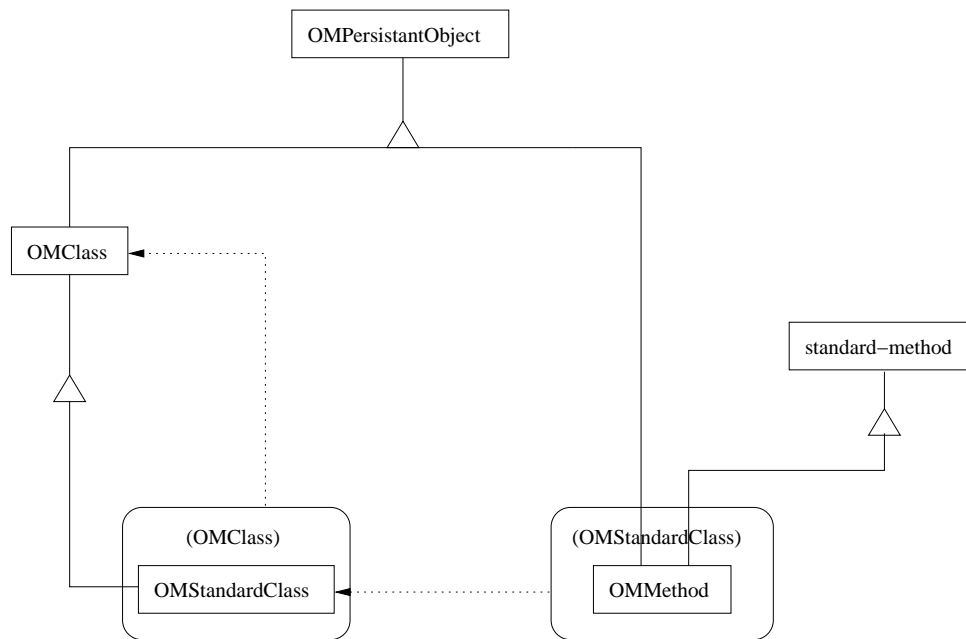 OMPersistantObject
OMClass
standard−method
(OMClass)
(OMStandardClass)
OMStandardClass
OMMethod